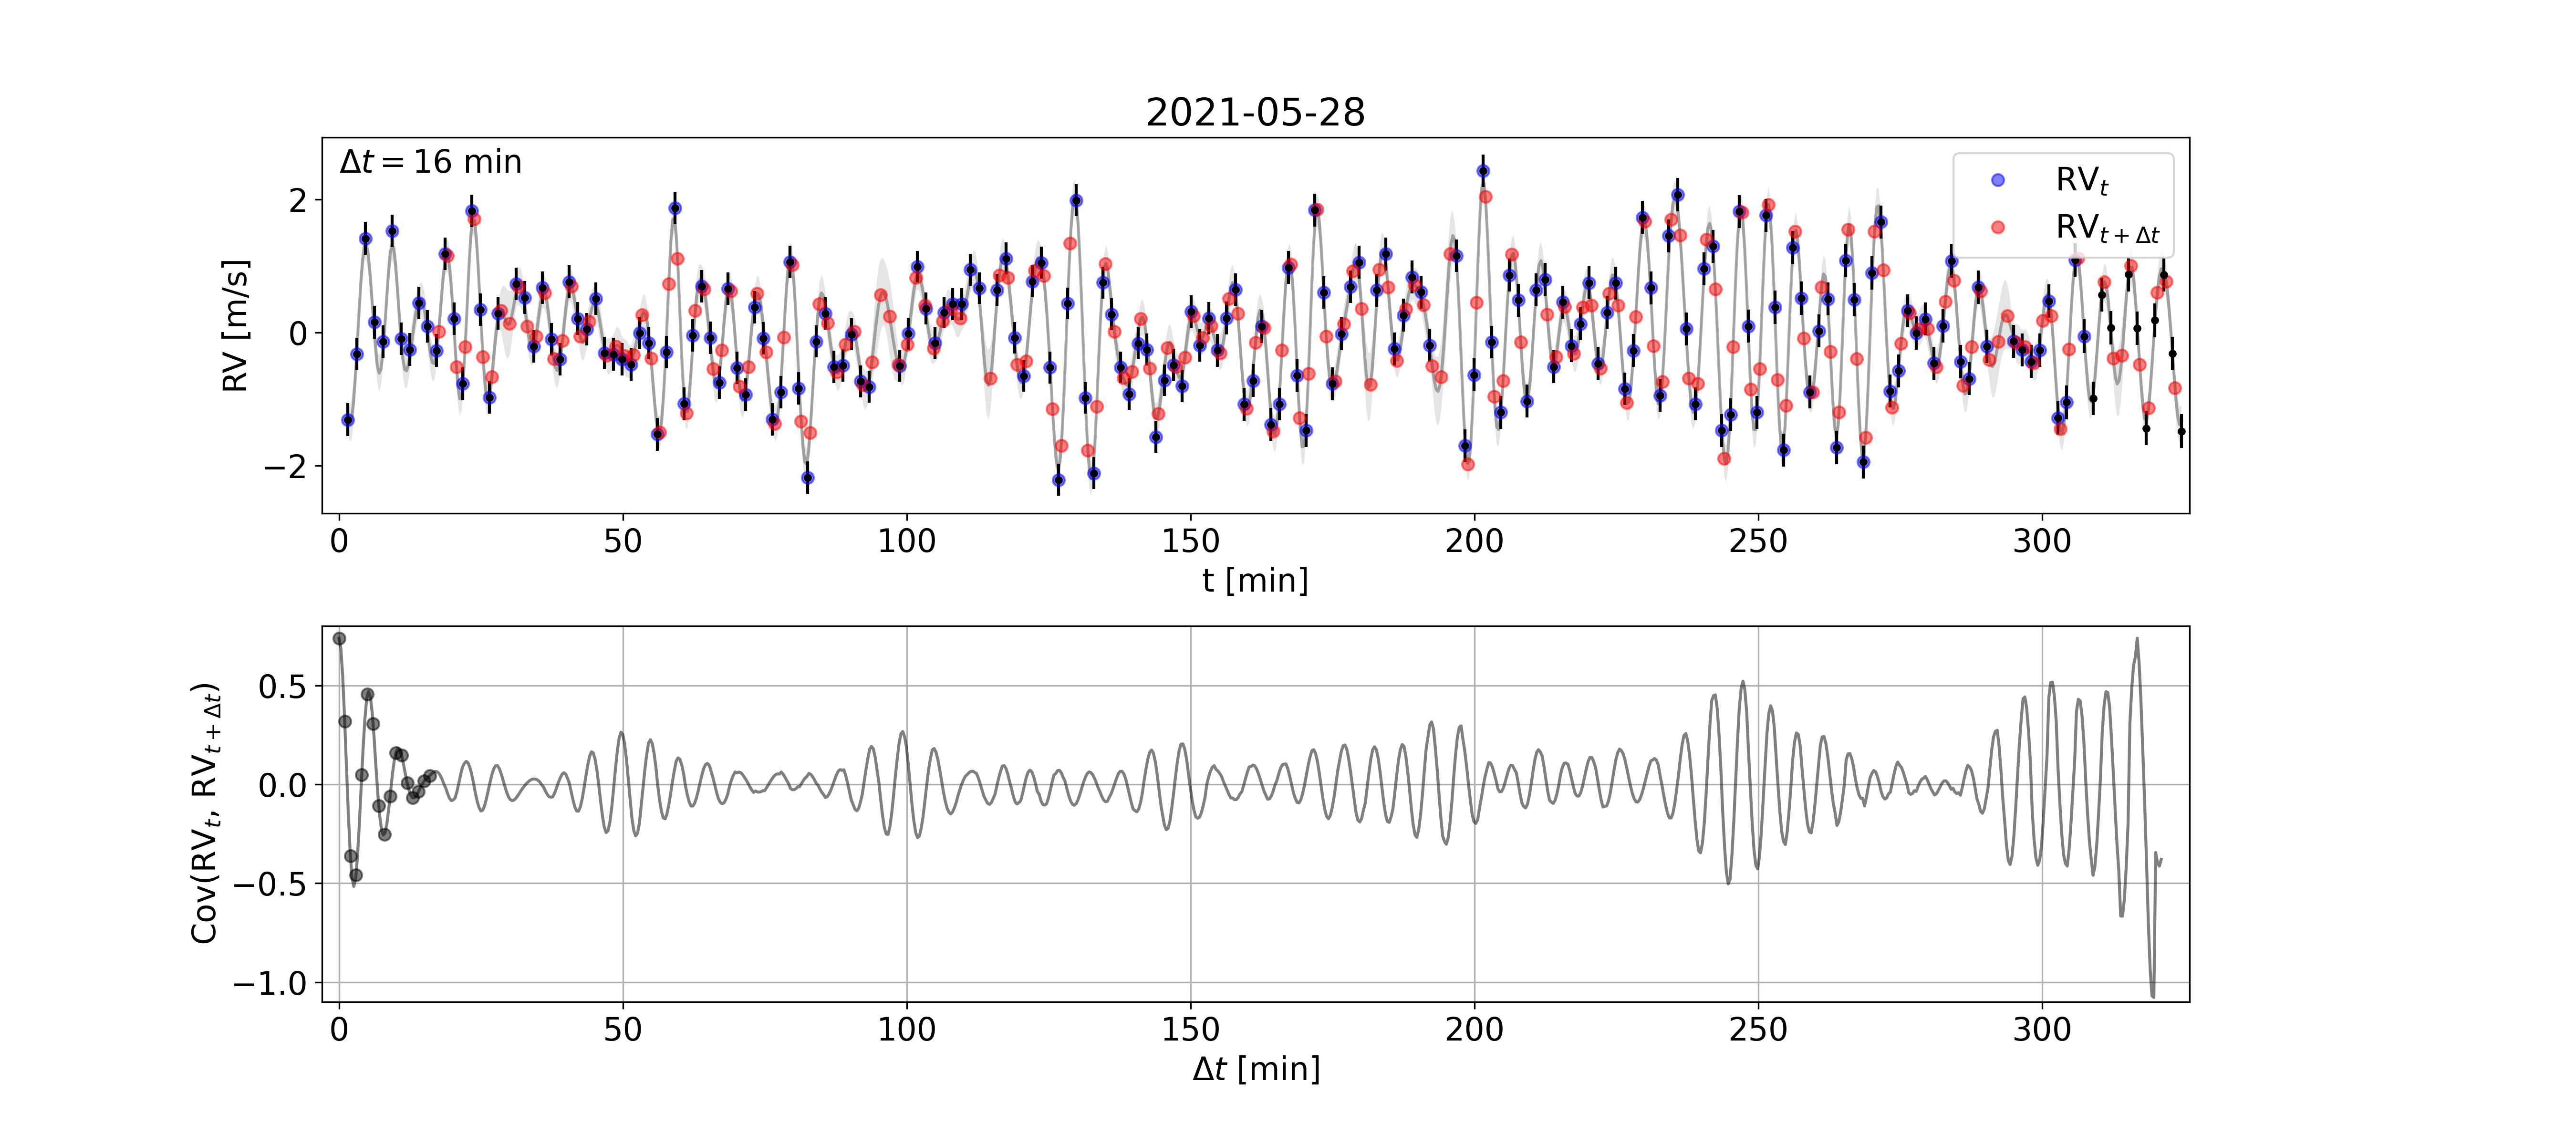 2021-05-28
Δt = 16 min
RV_t
RV_{t+Δt}
RV [m/s]
2
0
−2
0 50 100 150 200 250 300
t [min]
Cov(RV_t, RV_{t+Δt})
0.5
0.0
−0.5
−1.0
0 50 100 150 200 250 300
Δt [min]